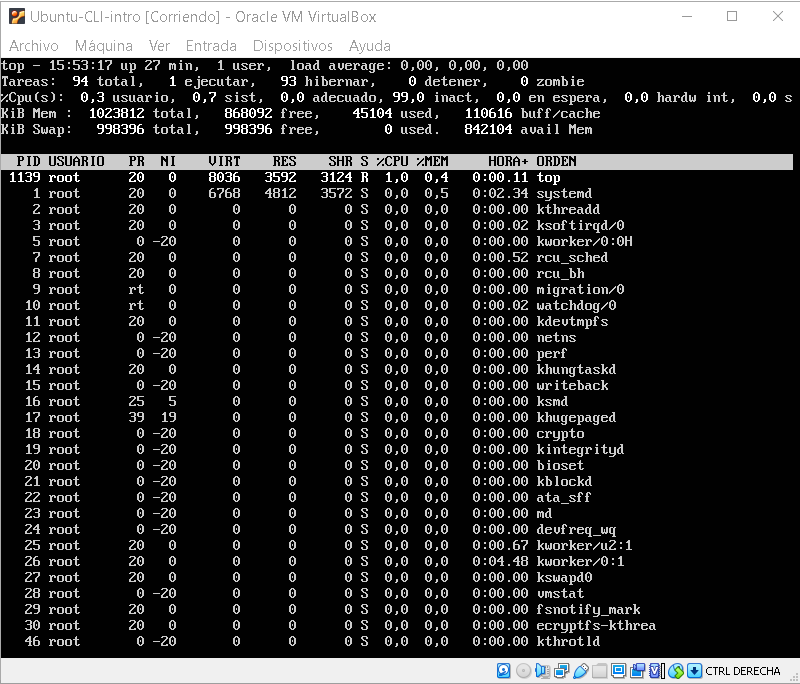 Ubuntu-CLI-intro [Corriendo] - Oracle VM VirtualBox
Archivo Máquina Ver Entrada Dispositivos Ayuda
top - 15:53:17 up 27 min, 1 user, load average: 0,00, 0,00, 0,00
Tareas: 94 total, 1 ejecutar, 93 hibernar, 0 detener, 0 zombie
%Cpu(s): 0,3 usuario, 0,7 sist, 0,0 adecuado, 99,0 inact, 0,0 en espera, 0,0 hardw int, 0,0 s
KiB Mem : 1023812 total, 868092 free, 45104 used, 110616 buff/cache
KiB Swap: 998396 total, 998396 free, 0 used. 842104 avail Mem
PID USUARIO PR NI VIRT RES SHR S %CPU %MEM HORA+ ORDEN
1139 root 20 0 8036 3592 3124 R 1,0 0,4 0:00.11 top
1 root 20 0 6768 4812 3572 S 0,0 0,5 0:02.34 systemd
2 root 20 0 0 0 0 S 0,0 0,0 0:00.00 kthreadd
3 root 20 0 0 0 0 S 0,0 0,0 0:00.02 ksoftirqd/0
5 root 0 -20 0 0 0 S 0,0 0,0 0:00.00 kworker/0:0H
7 root 20 0 0 0 0 S 0,0 0,0 0:00.52 rcu_sched
8 root 20 0 0 0 0 S 0,0 0,0 0:00.00 rcu_bh
9 root rt 0 0 0 0 S 0,0 0,0 0:00.00 migration/0
10 root rt 0 0 0 0 S 0,0 0,0 0:00.02 watchdog/0
11 root 20 0 0 0 0 S 0,0 0,0 0:00.00 kdevtmpfs
12 root 0 -20 0 0 0 S 0,0 0,0 0:00.00 netns
13 root 0 -20 0 0 0 S 0,0 0,0 0:00.00 perf
14 root 20 0 0 0 0 S 0,0 0,0 0:00.00 khungtaskd
15 root 0 -20 0 0 0 S 0,0 0,0 0:00.00 writeback
16 root 25 5 0 0 0 S 0,0 0,0 0:00.00 ksmd
17 root 39 19 0 0 0 S 0,0 0,0 0:00.00 khugepaged
18 root 0 -20 0 0 0 S 0,0 0,0 0:00.00 crypto
19 root 0 -20 0 0 0 S 0,0 0,0 0:00.00 kintegrityd
20 root 0 -20 0 0 0 S 0,0 0,0 0:00.00 bioset
21 root 0 -20 0 0 0 S 0,0 0,0 0:00.00 kblockd
22 root 0 -20 0 0 0 S 0,0 0,0 0:00.00 ata_sff
23 root 0 -20 0 0 0 S 0,0 0,0 0:00.00 md
24 root 0 -20 0 0 0 S 0,0 0,0 0:00.00 devfreq_wq
25 root 20 0 0 0 0 S 0,0 0,0 0:00.67 kworker/u2:1
26 root 20 0 0 0 0 S 0,0 0,0 0:04.48 kworker/0:1
27 root 20 0 0 0 0 S 0,0 0,0 0:00.00 kswapd0
28 root 0 -20 0 0 0 S 0,0 0,0 0:00.00 vmstat
29 root 20 0 0 0 0 S 0,0 0,0 0:00.00 fsnotify_mark
30 root 20 0 0 0 0 S 0,0 0,0 0:00.00 ecryptfs-kthrea
46 root 0 -20 0 0 0 S 0,0 0,0 0:00.00 kthrotld
CTRL DERECHA